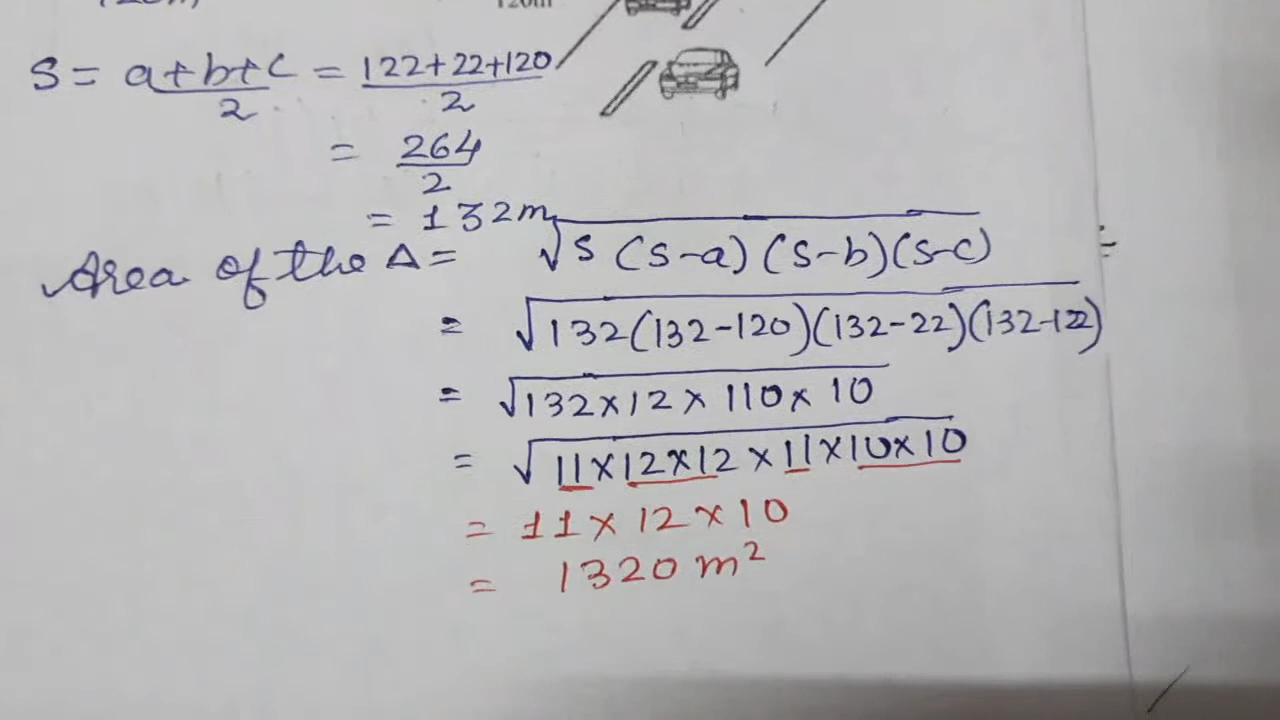 120m
S = a+b+c/2 = 122+22+120/2
= 264/2
= 132m
Area of the Δ = √S (S-a) (S-b)(S-c)
= √132(132-120)(132-22)(132-122)
= √132×12×110×10
= √11×12×12×11×10×10
= 11×12×10
= 1320 m²